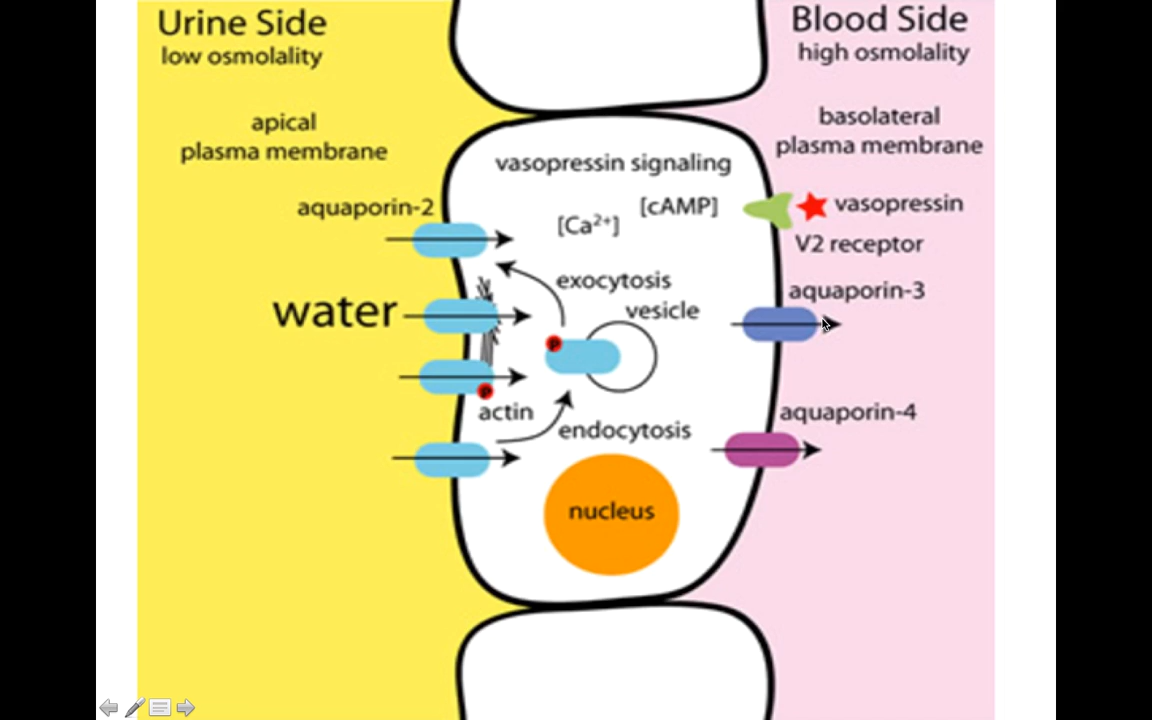 Urine Side
low osmolality
apical
plasma membrane
aquaporin-2
water
vasopressin signaling
[cAMP]
[Ca²⁺]
exocytosis
vesicle
P
P
actin
endocytosis
nucleus
Blood Side
high osmolality
basolateral
plasma membrane
vasopressin
V2 receptor
aquaporin-3
aquaporin-4